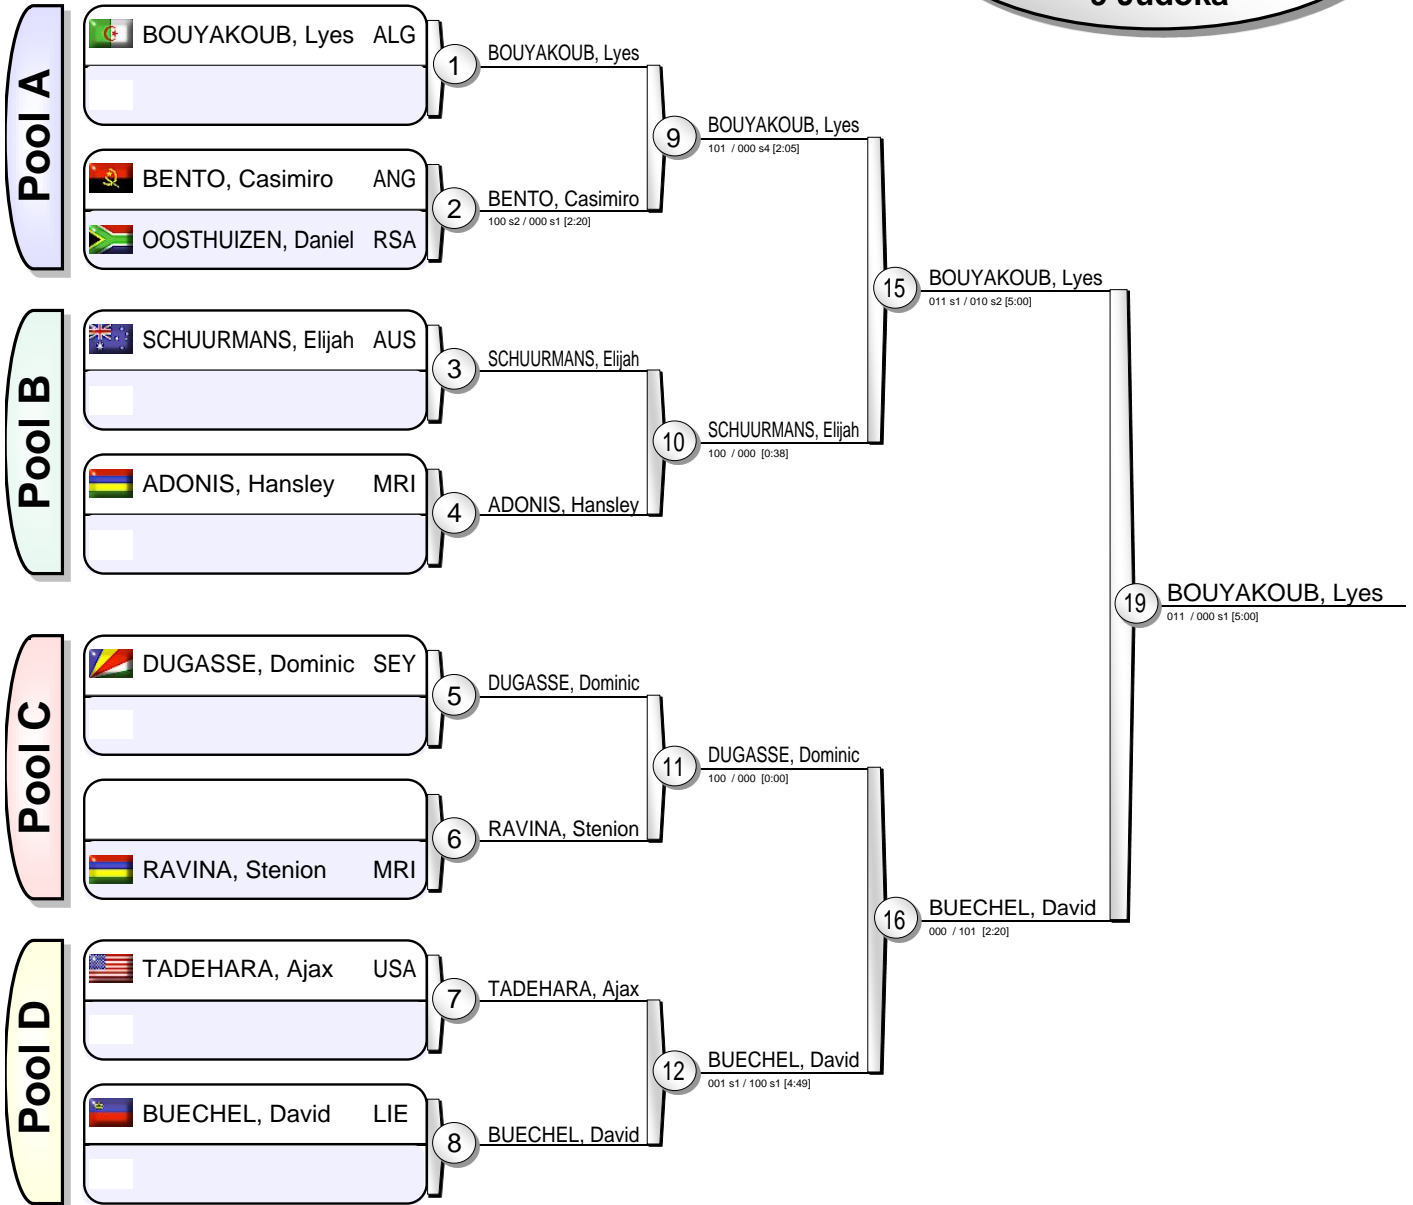 9 Judoka
Pool A
BOUYAKOUB, Lyes ALG
1
BOUYAKOUB, Lyes
BENTO, Casimiro ANG
OOSTHUIZEN, Daniel RSA
2
BENTO, Casimiro
100 s2 / 000 s1 [2:20]
9
BOUYAKOUB, Lyes
101 / 000 s4 [2:05]
Pool B
SCHUURMANS, Elijah AUS
3
SCHUURMANS, Elijah
ADONIS, Hansley MRI
4
ADONIS, Hansley
10
SCHUURMANS, Elijah
100 / 000 [0:38]
15
BOUYAKOUB, Lyes
011 s1 / 010 s2 [5:00]
Pool C
DUGASSE, Dominic SEY
5
DUGASSE, Dominic
RAVINA, Stenion MRI
6
RAVINA, Stenion
11
DUGASSE, Dominic
100 / 000 [0:00]
Pool D
TADEHARA, Ajax USA
7
TADEHARA, Ajax
BUECHEL, David LIE
8
BUECHEL, David
12
BUECHEL, David
001 s1 / 100 s1 [4:49]
16
BUECHEL, David
000 / 101 [2:20]
19
BOUYAKOUB, Lyes
011 / 000 s1 [5:00]